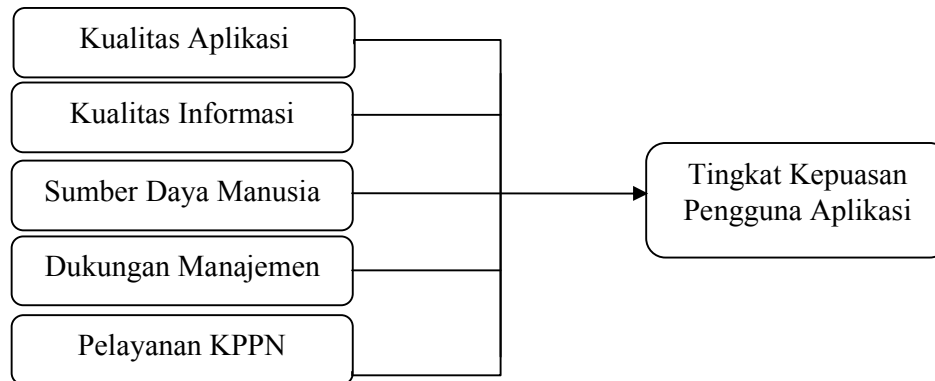 Kualitas Aplikasi
Kualitas Informasi
Sumber Daya Manusia
Dukungan Manajemen
Pelayanan KPPN
Tingkat Kepuasan
Pengguna Aplikasi